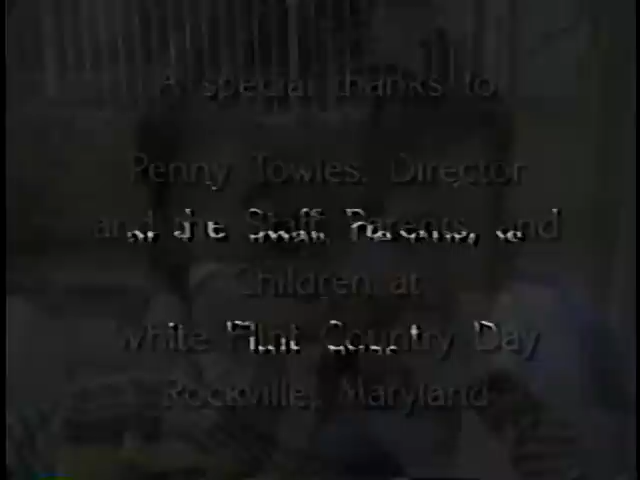 A special thanks to
Penny Towles, Director
and the Staff, Parents, and
Children at
White Flint Country Day
Rockville, Maryland